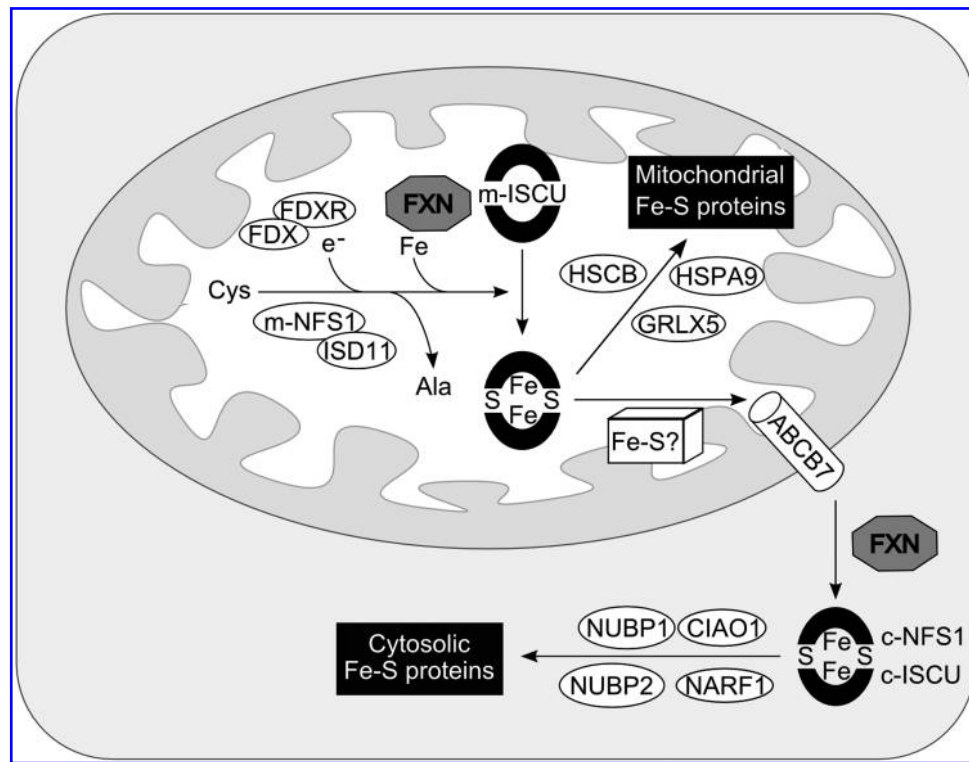 FXN
m-ISCU
Mitochondrial
Fe-S proteins
FDXR
FDX
e-
Fe
HSCB
HSPA9
Cys
GRLX5
m-NFS1
ISD11
Ala
Fe
S S
Fe
Fe-S?
ABCB7
FXN
NUBP1 CIAO1
Cytosolic
Fe-S proteins
NUBP2 NARF1
Fe
S S
Fe
c-NFS1
c-ISCU